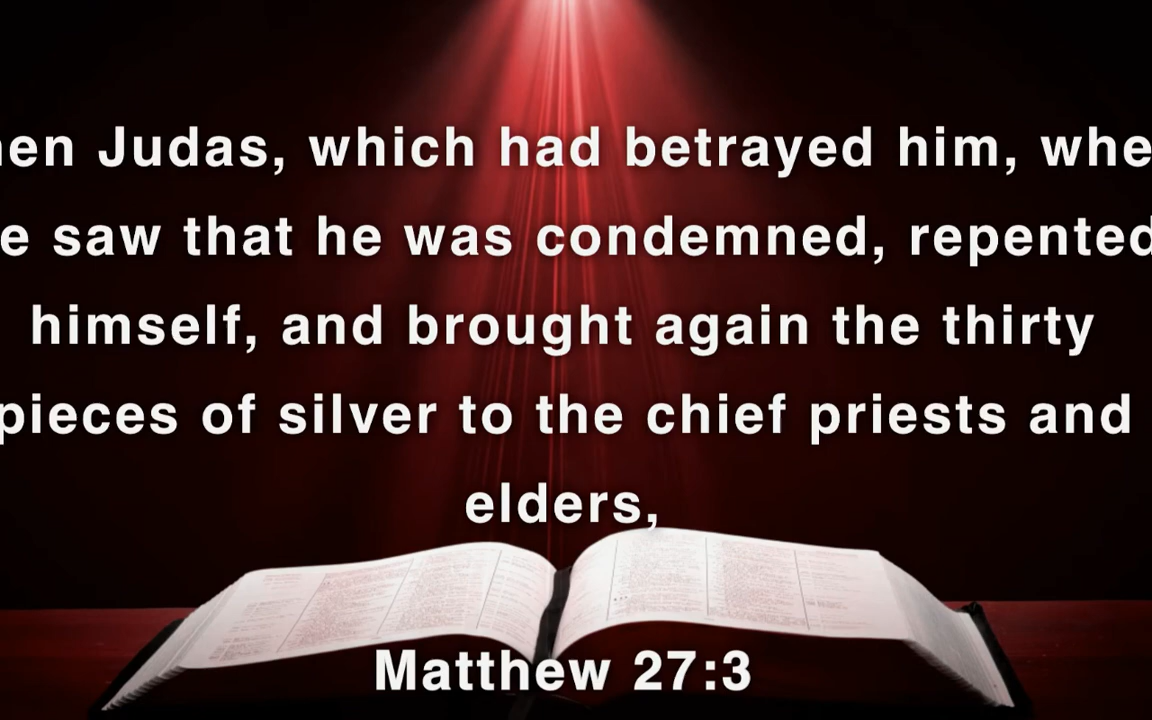 en Judas, which had betrayed him, whe
e saw that he was condemned, repented
himself, and brought again the thirty
pieces of silver to the chief priests and
elders,
Matthew 27:3